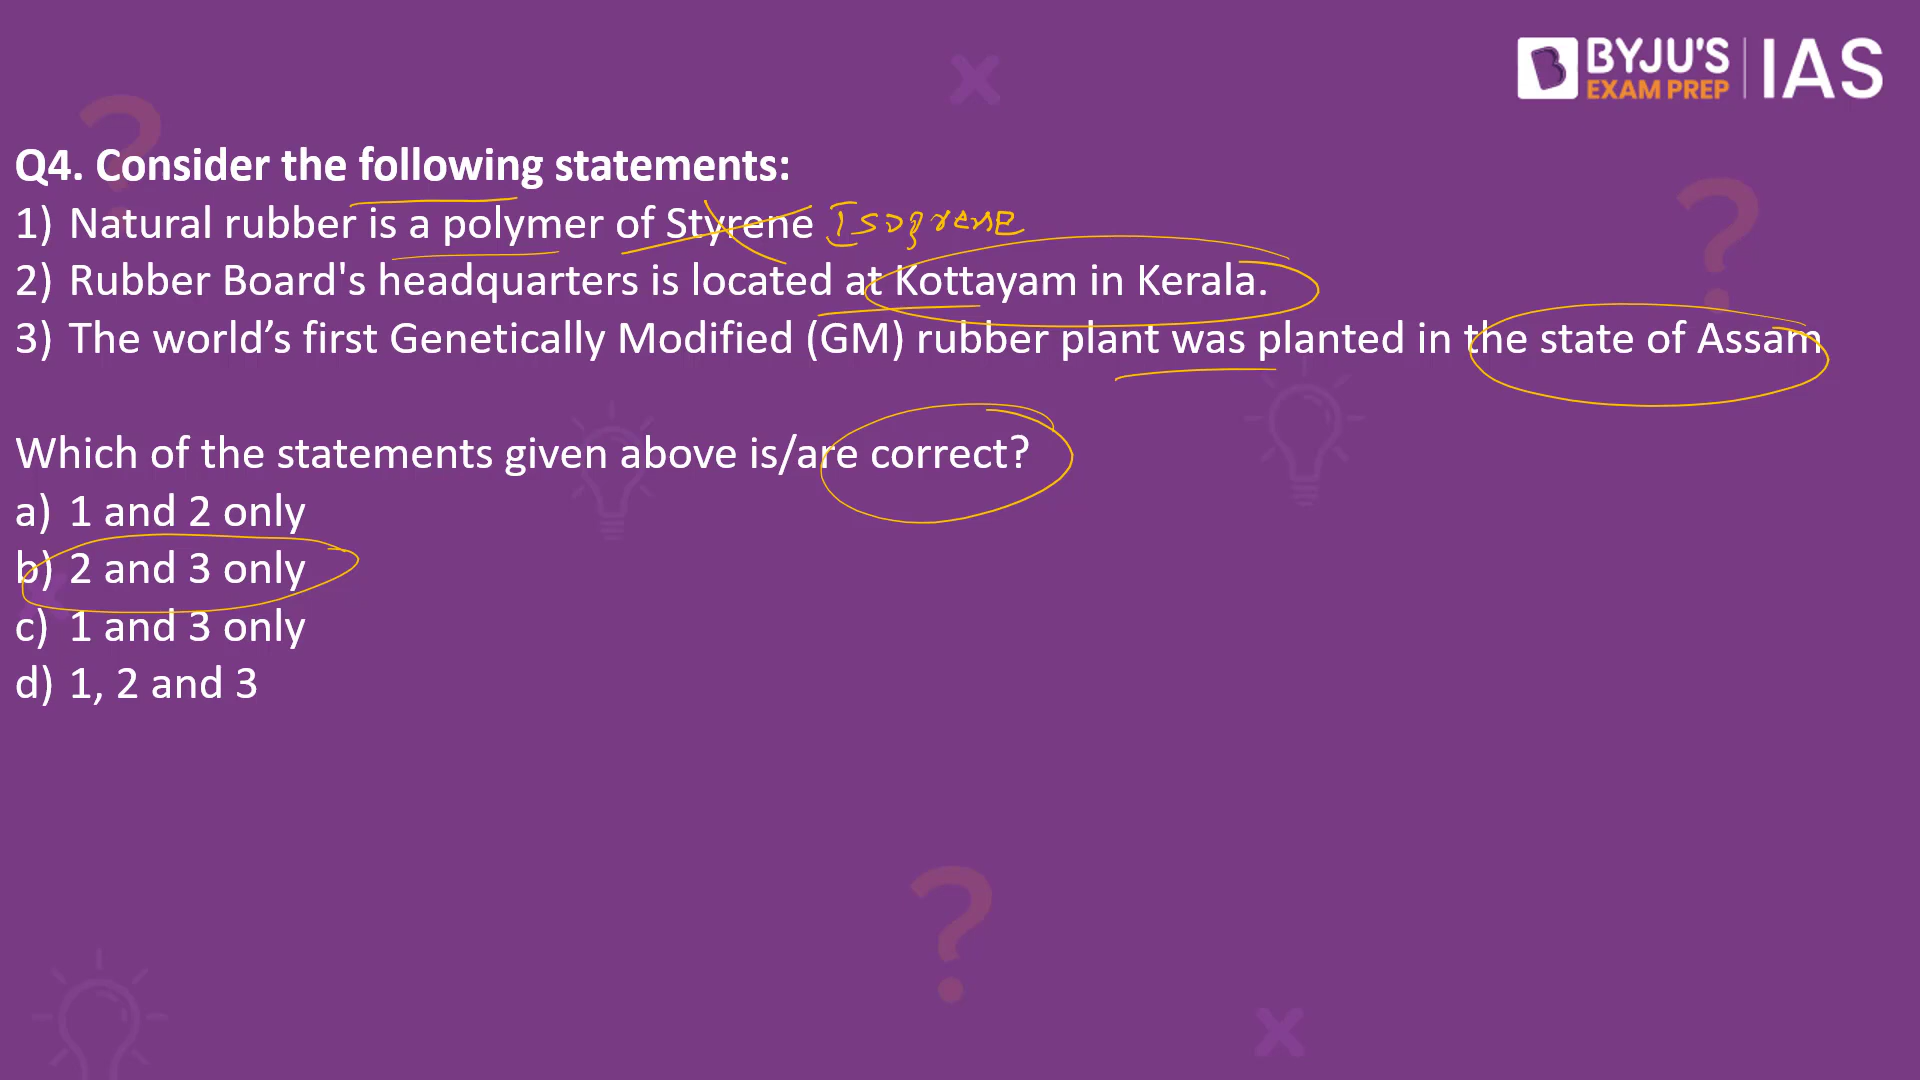 BYJU'S
EXAM PREP
IAS
Q4. Consider the following statements:
1) Natural rubber is a polymer of Styrene Isoprene
2) Rubber Board's headquarters is located at Kottayam in Kerala.
3) The world’s first Genetically Modified (GM) rubber plant was planted in the state of Assam
Which of the statements given above is/are correct?
a) 1 and 2 only
b) 2 and 3 only
c) 1 and 3 only
d) 1, 2 and 3